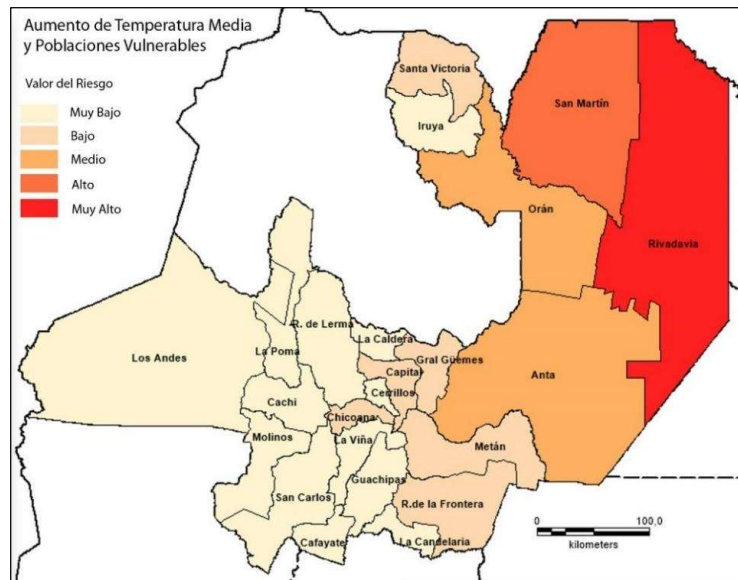 Aumento de Temperatura Media
y Poblaciones Vulnerables
Valor del Riesgo
Muy Bajo
Bajo
Medio
Alto
Muy Alto
Santa Victoria
Iruya
San Martín
Orán
Rivadavia
R. de Lerma
La Caldera
Los Andes
La Poma
Gral Güemes
Capital
Anta
Cerrillos
Cachi
Chicoana
Molinos
La Viña
Metán
Guachipas
San Carlos
R.de la Frontera
Cafayate
La Candelaria
0 100,0
kilometers